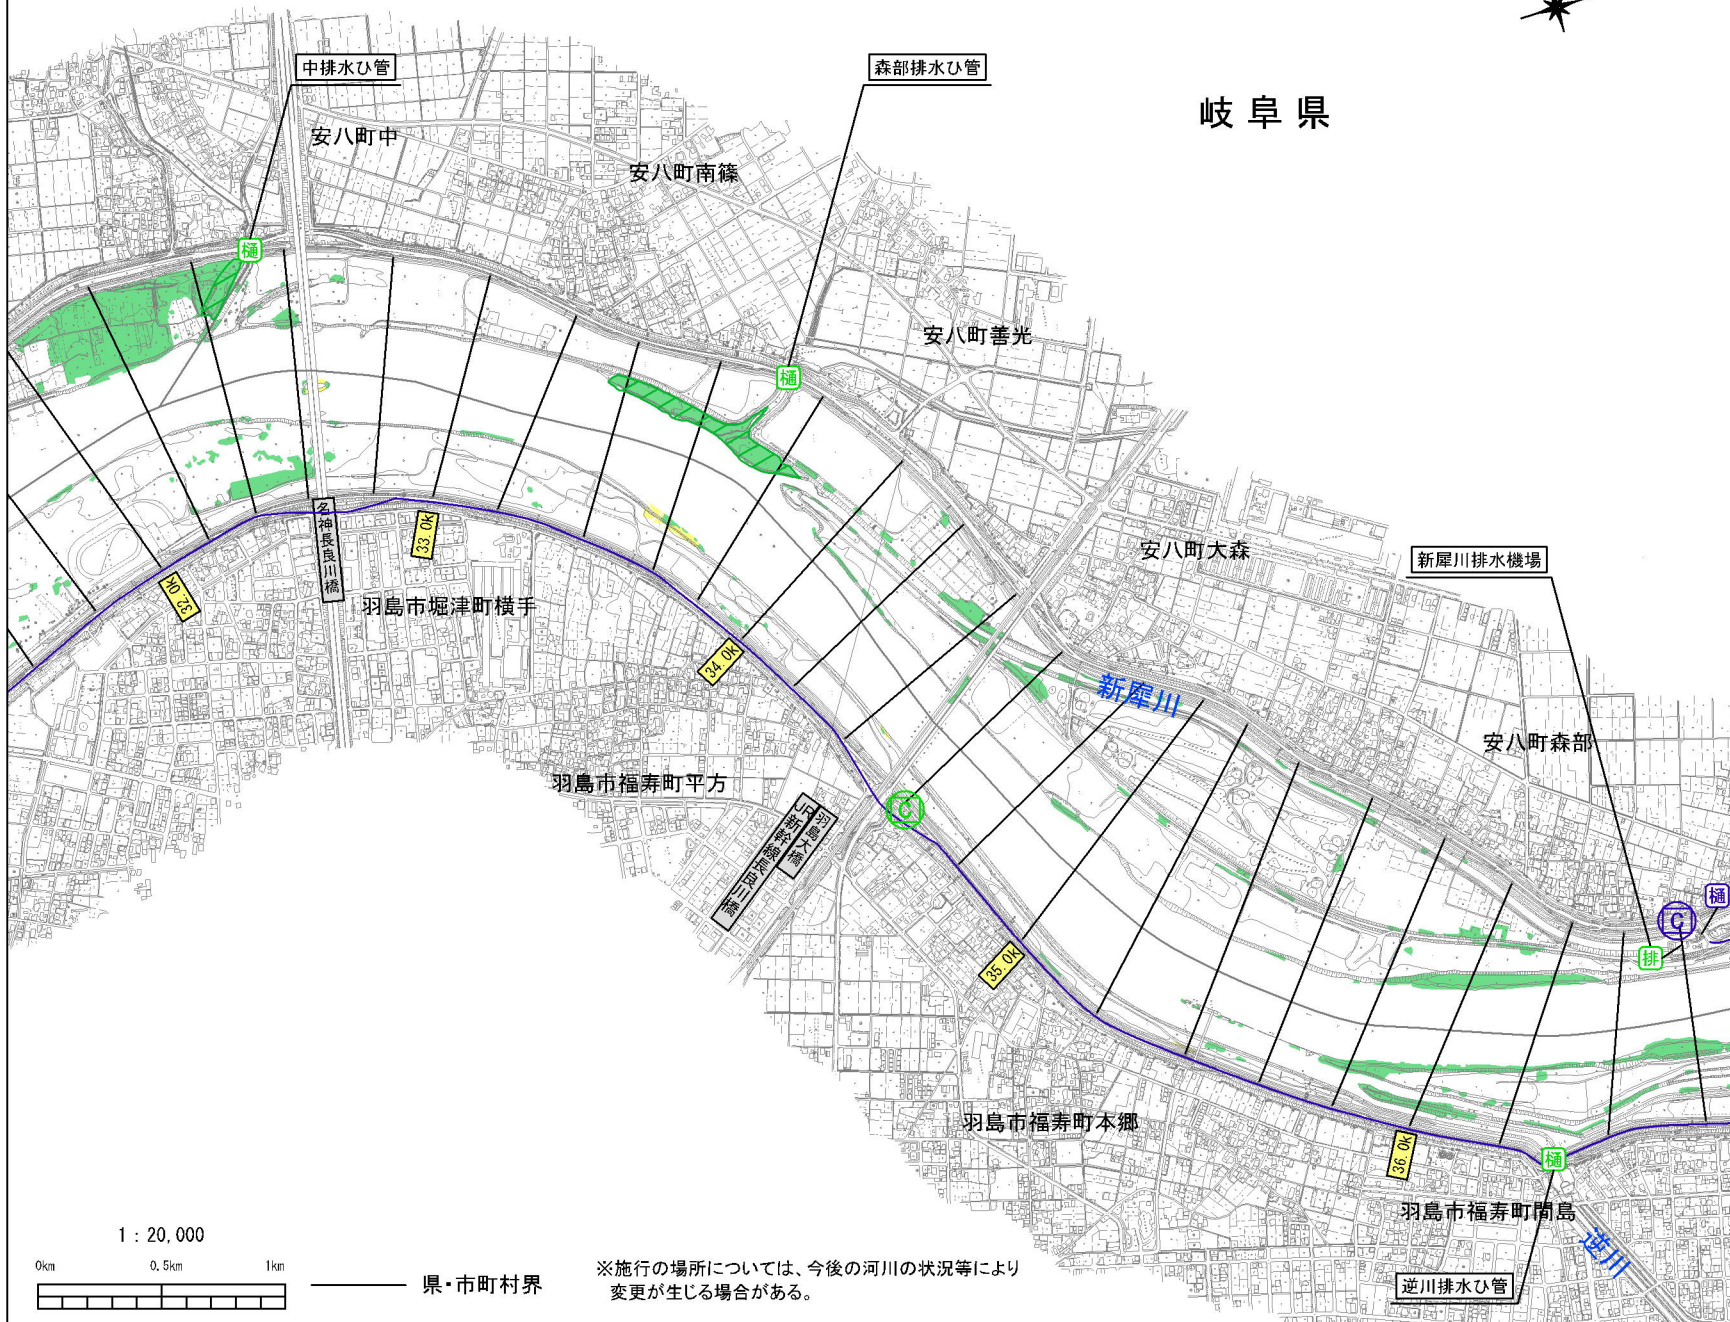 中排水ひ管
森部排水ひ管
岐阜県
安八町中
安八町南篠
樋
安八町善光
樋
名神長良川橋
33.0k
安八町大森
新犀川排水機場
32.0k
羽島市堀津町横手
34.0k
新犀川
安八町森部
羽島市福寿町平方
C
羽島大橋
JR新幹線長良川橋
樋
C
排
35.0k
羽島市福寿町本郷
36.0k
樋
羽島市福寿町間島
逆川
逆川排水ひ管
1:20,000
0km 0.5km 1km
県・市町村界
※施行の場所については、今後の河川の状況等により
変更が生じる場合がある。